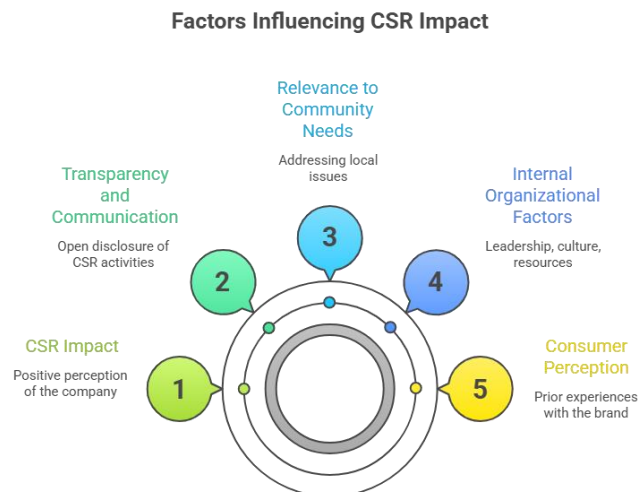 Factors Influencing CSR Impact
Relevance to
Community
Needs
Addressing local
issues
Transparency
and
Communication
Open disclosure of
CSR activities
Internal
Organizational
Factors
Leadership, culture,
resources
3
2
4
CSR Impact
Positive perception
of the company
1
5
Consumer
Perception
Prior experiences
with the brand